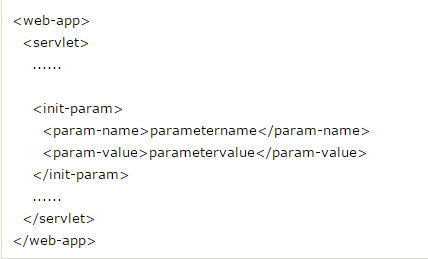 <web-app>
<servlet>
......
<init-param>
<param-name>parametername</param-name>
<param-value>parametervalue</param-value>
</init-param>
......
</servlet>
</web-app>